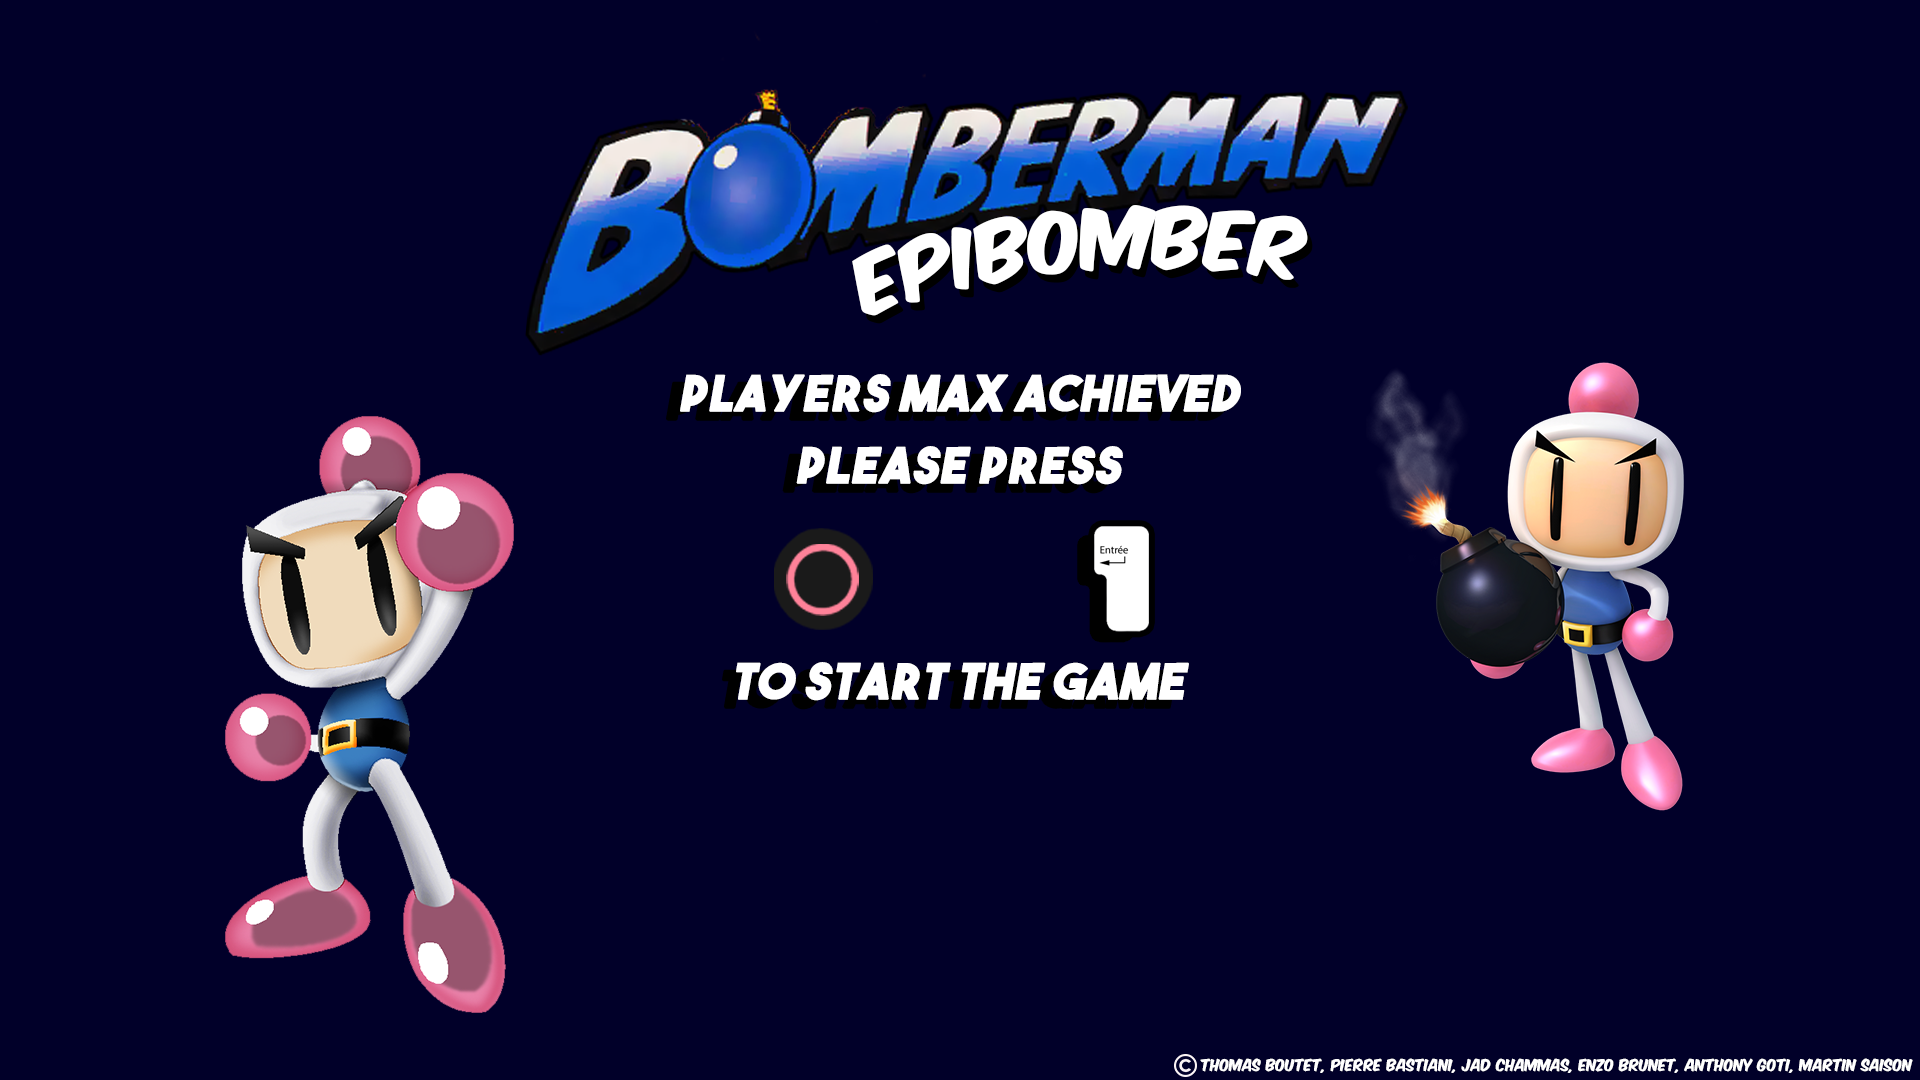 BOMBERMAN
EPIBOMBER
PLAYERS MAX ACHIEVED
PLEASE PRESS
Entrée
TO START THE GAME
© THOMAS BOUTET, PIERRE BASTIANI, JAD CHAMMAS, ENZO BRUNET, ANTHONY GOTI, MARTIN SAISON